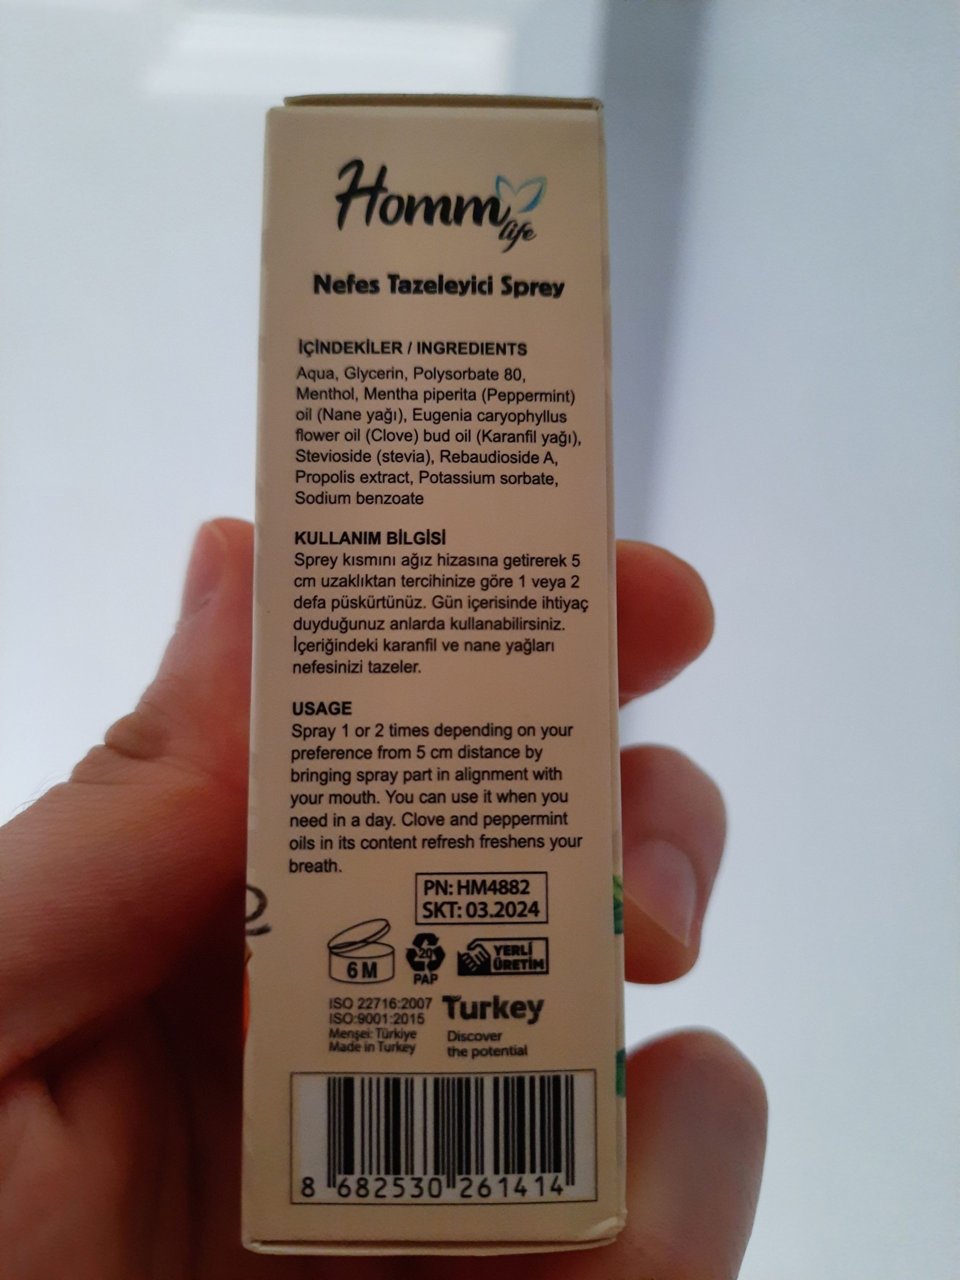 Homm
life
Nefes Tazeleyici Sprey
İÇİNDEKİLER / INGREDIENTS
Aqua, Glycerin, Polysorbate 80,
Menthol, Mentha piperita (Peppermint)
oil (Nane yağı), Eugenia caryophyllus
flower oil (Clove) bud oil (Karanfil yağı),
Stevioside (stevia), Rebaudioside A,
Propolis extract, Potassium sorbate,
Sodium benzoate
KULLANIM BİLGİSİ
Sprey kısmını ağız hizasına getirerek 5
cm uzaklıktan tercihinize göre 1 veya 2
defa püskürtünüz. Gün içerisinde ihtiyaç
duyduğunuz anlarda kullanabilirsiniz.
İçeriğindeki karanfil ve nane yağları
nefesinizi tazeler.
USAGE
Spray 1 or 2 times depending on your
preference from 5 cm distance by
bringing spray part in alignment with
your mouth. You can use it when you
need in a day. Clove and peppermint
oils in its content refresh freshens your
breath.
PN: HM4882
SKT: 03.2024
6 M
20
PAP
YERLİ
ÜRETİM
ISO 22716:2007
ISO:9001:2015
Menşei: Türkiye
Made in Turkey
Turkey
Discover
the potential
8 682530 261414